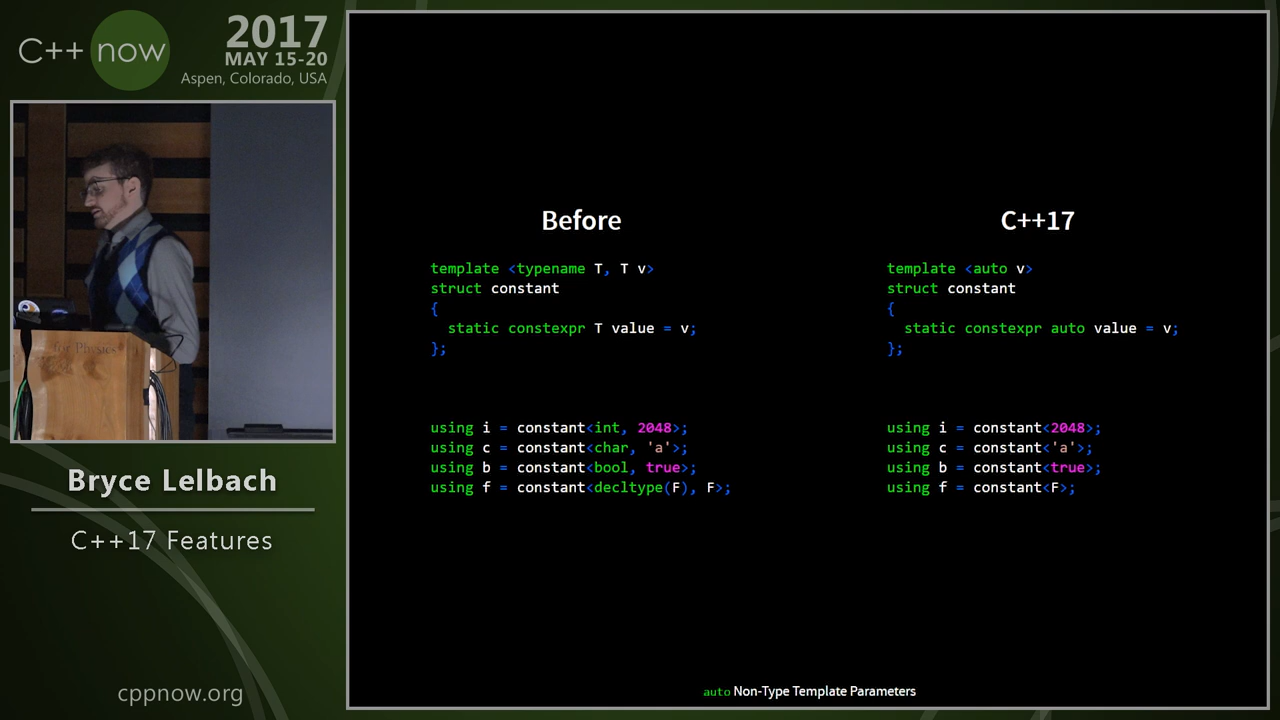 C++ now
2017
MAY 15-20
Aspen, Colorado, USA
for Physics
Bryce Lelbach
C++17 Features
cppnow.org
Before
template <typename T, T v>
struct constant
{
  static constexpr T value = v;
};
using i = constant<int, 2048>;
using c = constant<char, 'a'>;
using b = constant<bool, true>;
using f = constant<decltype(F), F>;
C++17
template <auto v>
struct constant
{
  static constexpr auto value = v;
};
using i = constant<2048>;
using c = constant<'a'>;
using b = constant<true>;
using f = constant<F>;
auto Non-Type Template Parameters